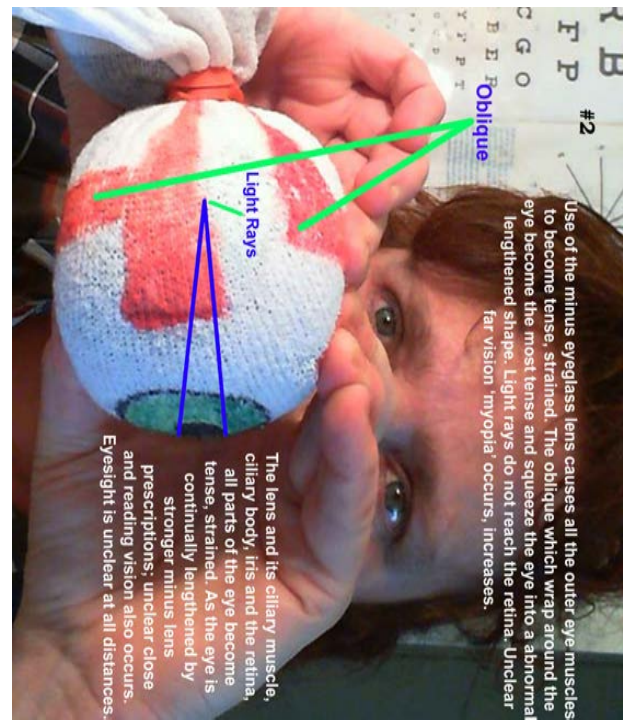 R B
F P
C G O
#2
Use of the minus eyeglass lens causes all the outer eye muscles
to become tense, strained. The oblique which wrap around the
eye become the most tense and squeeze the eye into a abnormal
lengthened shape. Light rays do not reach the retina. Unclear
far vision 'myopia' occurs, increases.
Oblique
Light Rays
The lens and its ciliary muscle,
ciliary body, iris and the retina,
all parts of the eye become
tense, strained. As the eye is
continually lengthened by
stronger minus lens
prescriptions; unclear close
and reading vision also occurs.
Eyesight is unclear at all distances.